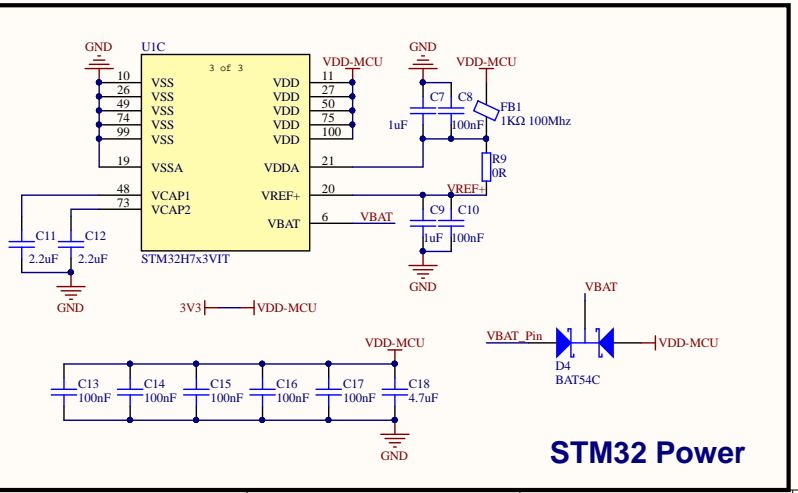 GND
U1C
GND
3 of 3
VDD-MCU
VDD-MCU
10 VSS VDD 11
26 VSS VDD 27
49 VSS VDD 50
74 VSS VDD 75
99 VSS VDD 100
C7 C8
1uF 100nF
FB1
1KΩ 100Mhz
19 VSSA VDDA 21
R9
0R
48 VCAP1 VREF+ 20 VREF+
73 VCAP2
VBAT 6 VBAT
C9 C10
1uF 100nF
C11 C12
2.2uF 2.2uF
STM32H7x3VIT
GND
GND
3V3 VDD-MCU
VBAT
VBAT_Pin VDD-MCU
D4
BAT54C
VDD-MCU
C13 C14 C15 C16 C17 C18
100nF 100nF 100nF 100nF 100nF 4.7uF
GND
STM32 Power